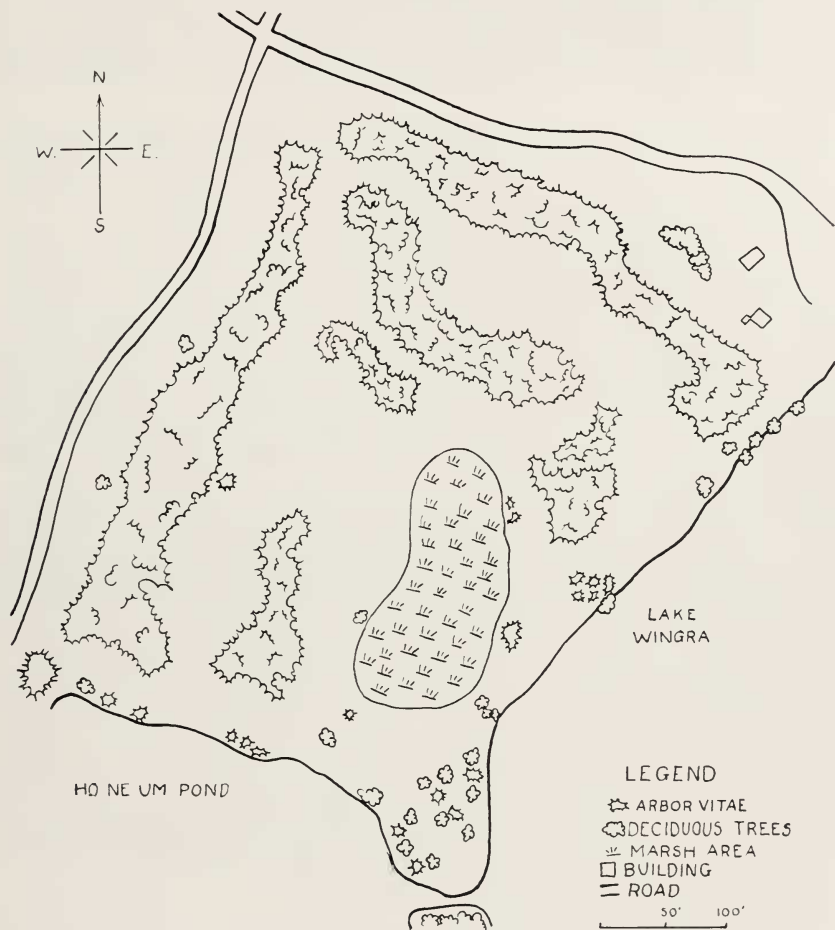 N
W. E.
S
LAKE
WINGRA
HO NE UM POND
LEGEND
ARBOR VITAE
DECIDUOUS TREES
MARSH AREA
BUILDING
ROAD
50' 100'